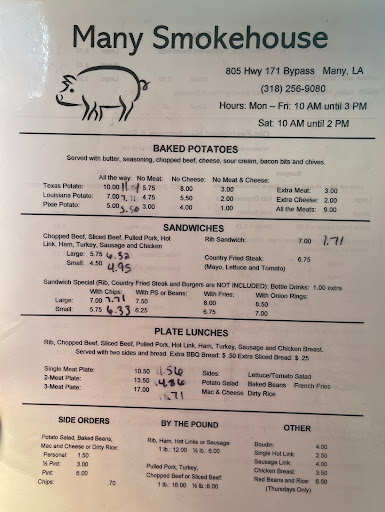 Many Smokehouse
805 Hwy 171 Bypass Many, LA
(318) 256-9080
Hours: Mon – Fri: 10 AM until 3 PM
Sat: 10 AM until 2 PM
BAKED POTATOES
Served with butter, seasoning, chopped beef, cheese, sour cream, bacon bits and chives.
All the way: No Meat: No Cheese: No Meat & Cheese:
Texas Potato: 10.00 5.75 8.00 3.00 Extra Meat: 3.00
Louisiana Potato: 7.00 4.75 5.50 2.00 Extra Cheese: 2.00
Pixie Potato: 5.00 5.50 3.00 4.00 1.00 All the Meats: 9.00
SANDWICHES
Chopped Beef, Sliced Beef, Pulled Pork, Hot Rib Sandwich: 7.00 7.71
Link, Ham, Turkey, Sausage and Chicken
Large: 5.75 6.32 Country Fried Steak: 6.75
Small: 4.50 4.95 (Mayo, Lettuce and Tomato)
Sandwich Special (Rib, Country Fried Steak and Burgers are NOT INCLUDED): Bottle Drinks: 1.00 extra
With Chips: With PS or Beans: With Fries: With Onion Rings:
Large: 7.00 7.71 7.50 8.00 8.50
Small: 5.75 6.33 6.25 6.75 7.00
PLATE LUNCHES
Rib, Chopped Beef, Sliced Beef, Pulled Pork, Hot Link, Ham, Turkey, Sausage and Chicken Breast.
Served with two sides and bread. Extra BBQ Bread: $ .50 Extra Sliced Bread: $ .25
Single Meat Plate: 10.50 11.56 Sides: Lettuce/Tomato Salad
2-Meat Plate: 13.50 14.86 Potato Salad Baked Beans French Fries
3-Meat Plate: 17.00 Mac & Cheese Dirty Rice
SIDE ORDERS BY THE POUND OTHER
Potato Salad, Baked Beans,
Mac and Cheese or Dirty Rice:
Personal: 1.50
½ Pint: 3.00
Pint: 6.00
Chips: .70
Rib, Ham, Hot Links or Sausage:
1 lb.: 12.00 ½ lb.: 6.00
Pulled Pork, Turkey,
Chopped Beef or Sliced Beef:
1 lb.: 16.00 ½ lb.: 8.00
Boudin: 4.00
Single Hot Link: 2.50
Sausage Link: 4.00
Chicken Breast: 3.50
Red Beans and Rice: 6.50
(Thursdays Only)